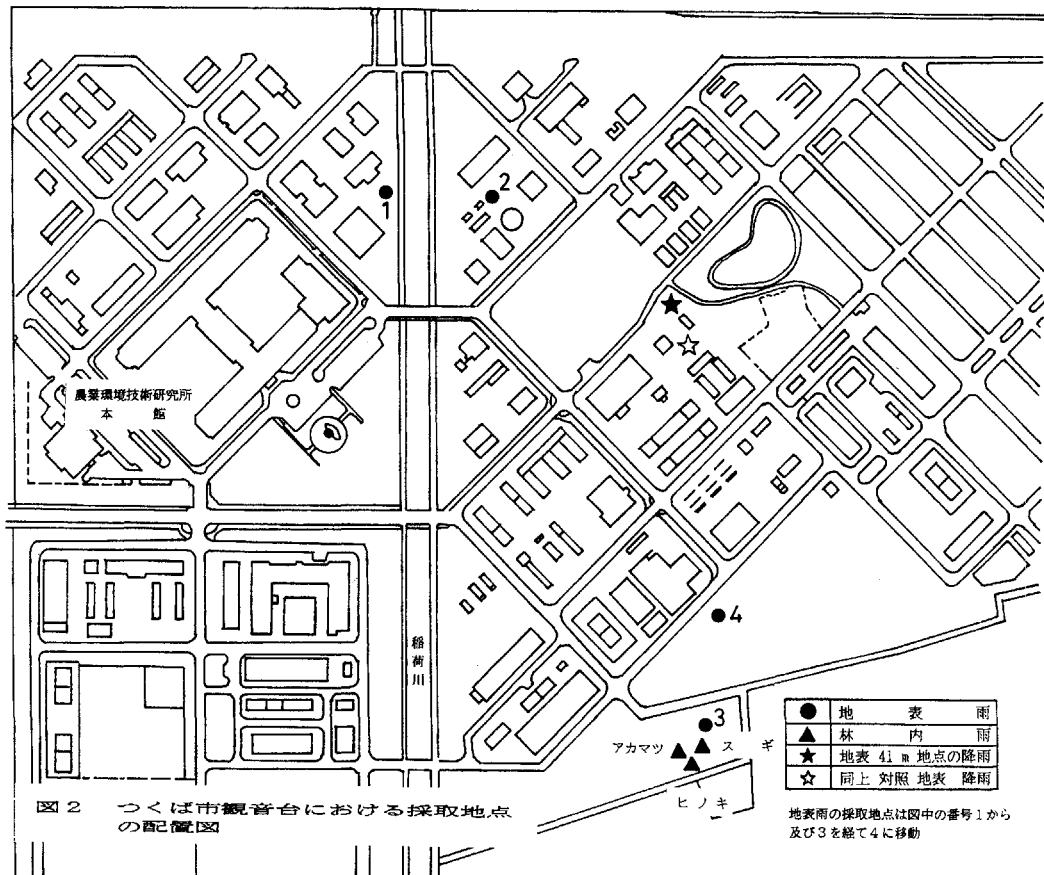 1
2
農業環境技術研究所
本館
稲荷川
4
3
アカマツ
スギ
ヒノキ
● 地表雨
▲ 林内雨
★ 地表 41 m 地点の降雨
☆ 同上 対照 地表 降雨
地表雨の採取地点は図中の番号1から
及び3を経て4に移動
図2 つくば市観音台における採取地点
の配置図